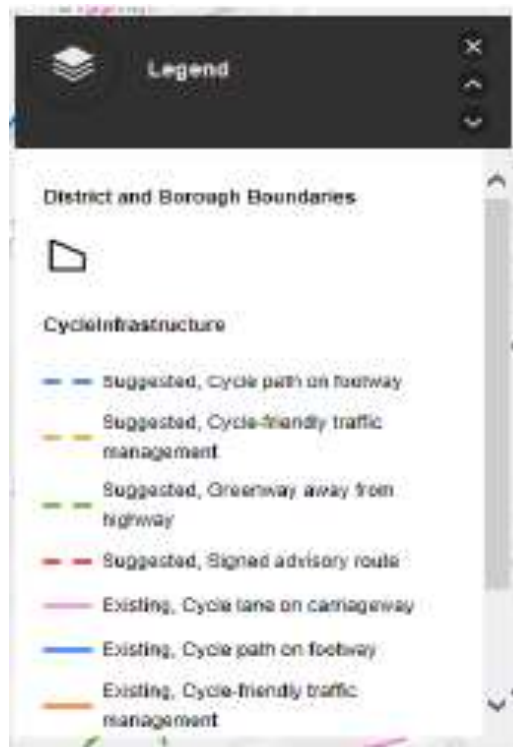 Legend
District and Borough Boundaries
CycleInfrastructure
Suggested, Cycle path on footway
Suggested, Cycle-friendly traffic
management
Suggested, Greenway away from
highway
Suggested, Signed advisory route
Existing, Cycle lane on carriageway
Existing, Cycle path on footway
Existing, Cycle-friendly traffic
management